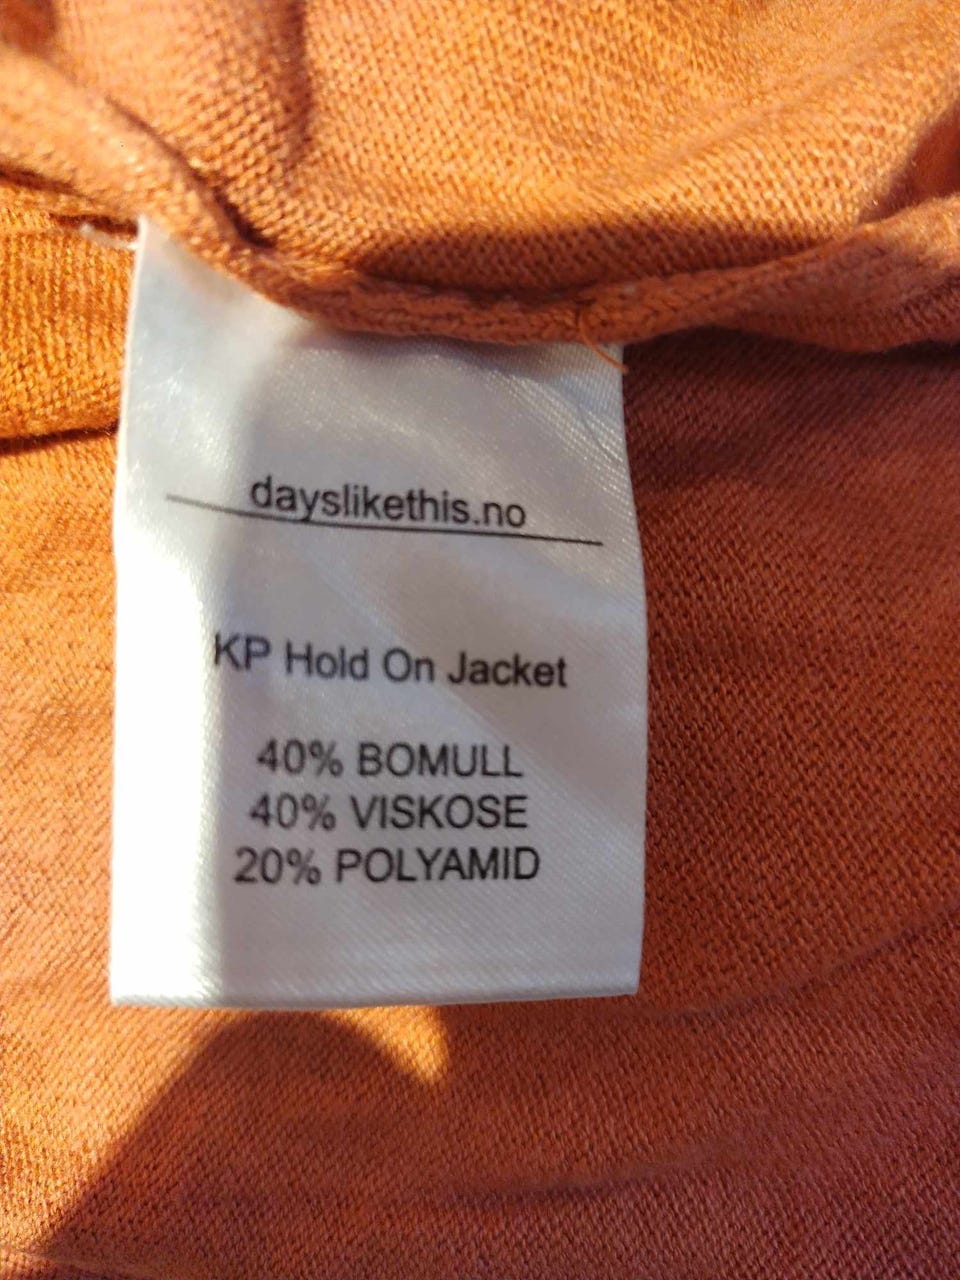 dayslikethis.no
KP Hold On Jacket
40% BOMULL
40% VISKOSE
20% POLYAMID